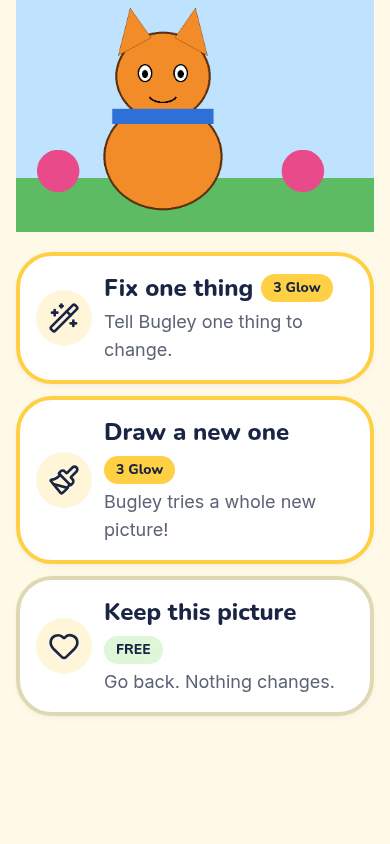 Fix one thing 3 Glow
Tell Bugley one thing to
change.
Draw a new one
3 Glow
Bugley tries a whole new
picture!
Keep this picture
FREE
Go back. Nothing changes.